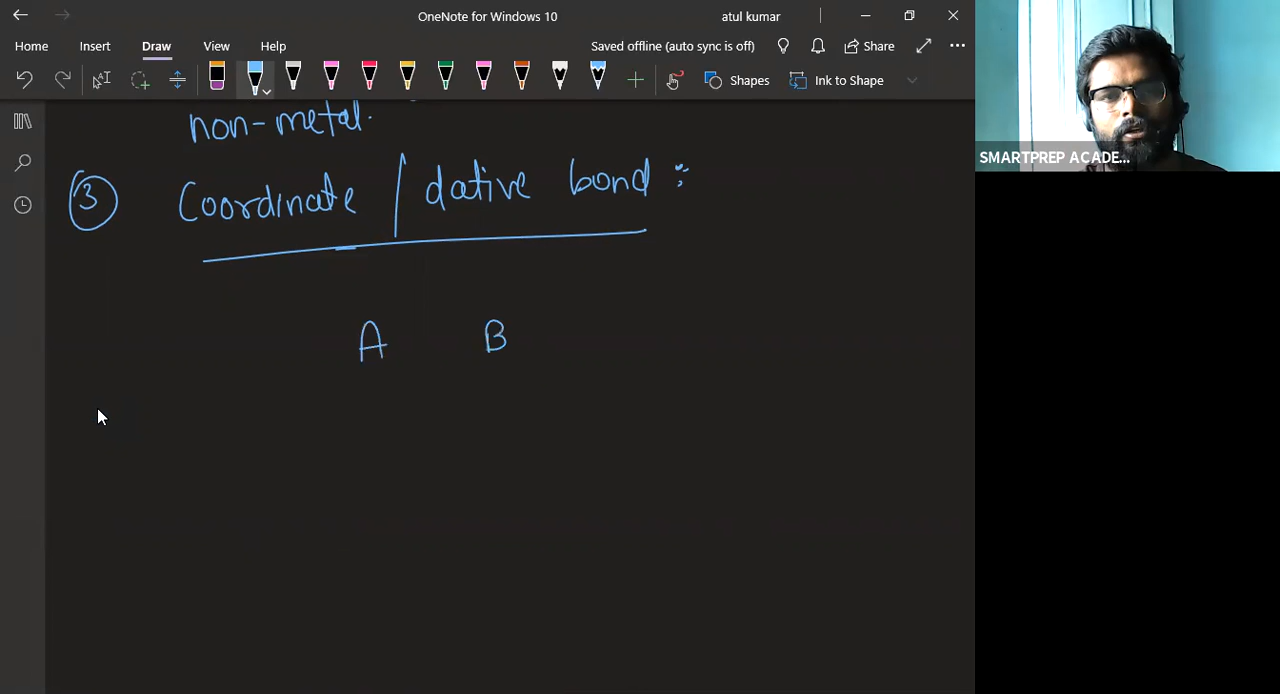 OneNote for Windows 10
atul kumar
Home Insert Draw View Help
Saved offline (auto sync is off)
Share
Shapes
Ink to Shape
SMARTPREP ACADE...
non-metal.
3 Coordinate / dative bond :
A B